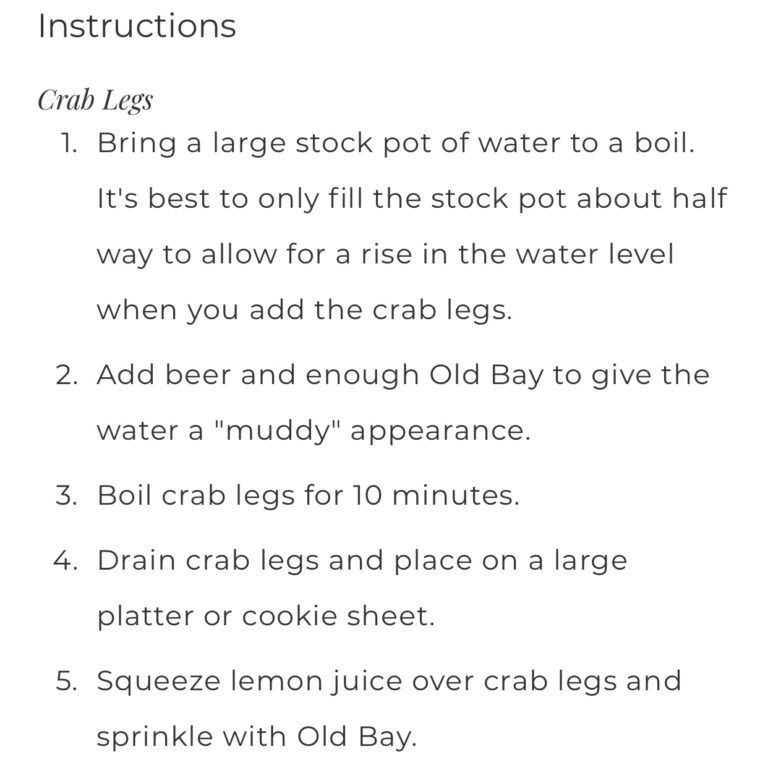 Instructions
Crab Legs
1. Bring a large stock pot of water to a boil.
It's best to only fill the stock pot about half
way to allow for a rise in the water level
when you add the crab legs.
2. Add beer and enough Old Bay to give the
water a "muddy" appearance.
3. Boil crab legs for 10 minutes.
4. Drain crab legs and place on a large
platter or cookie sheet.
5. Squeeze lemon juice over crab legs and
sprinkle with Old Bay.